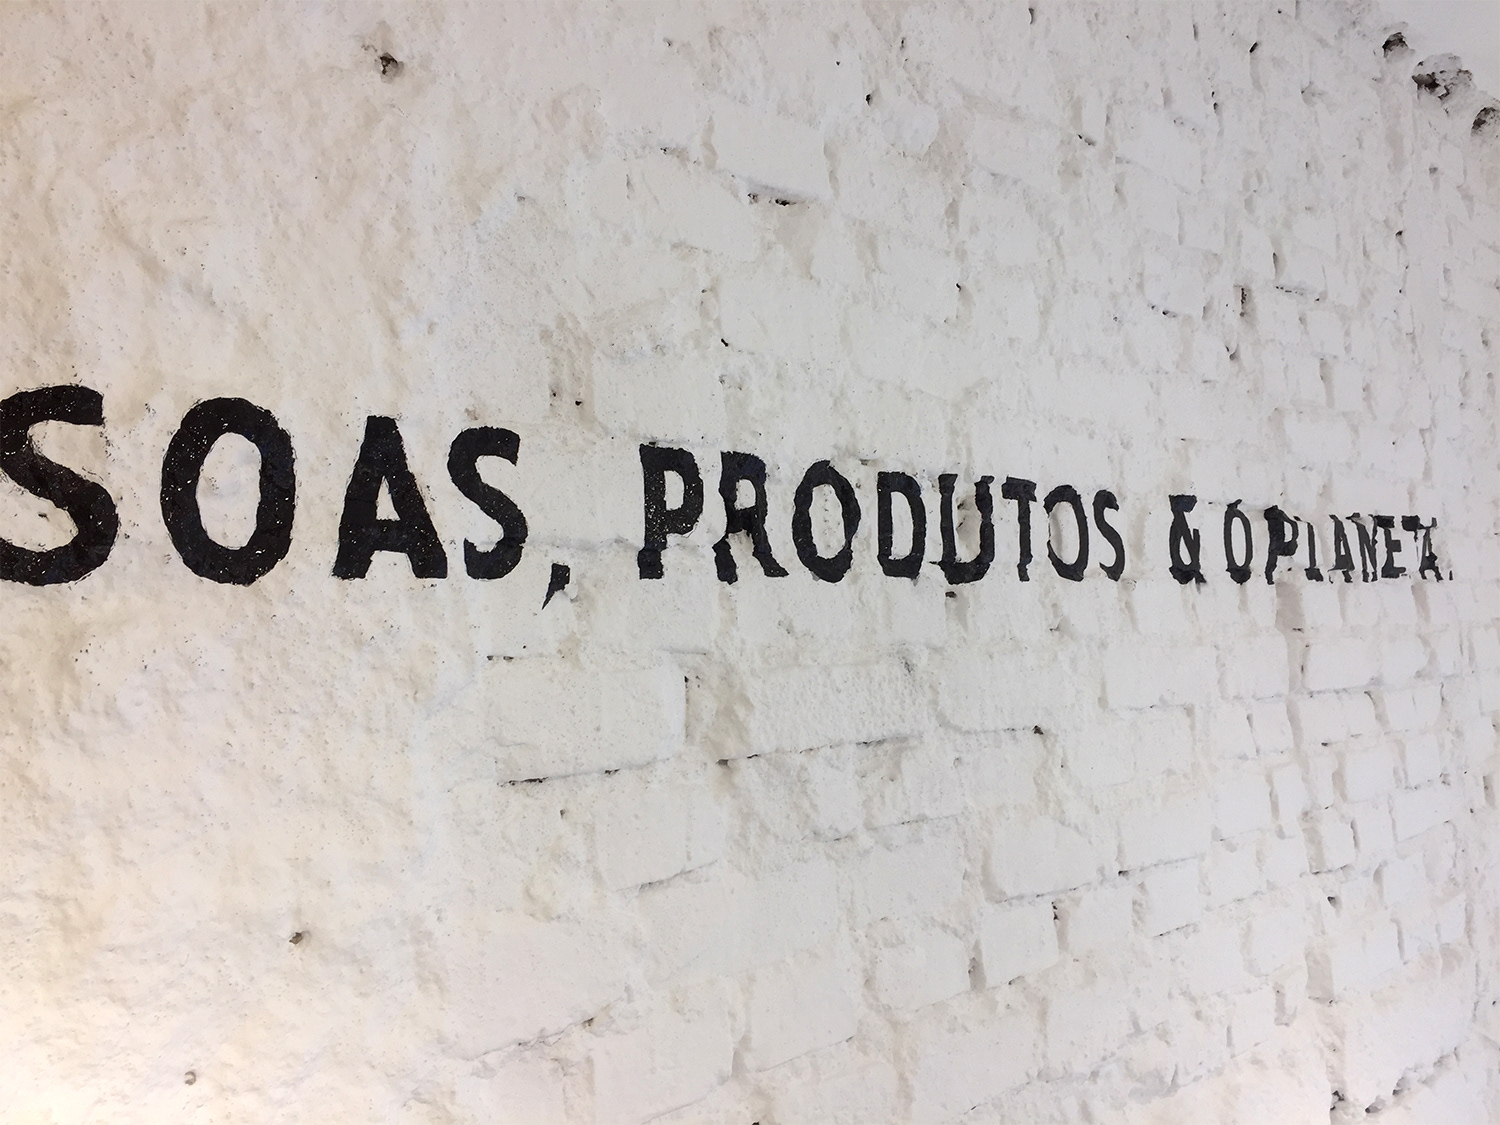 SOAS, PRODUTOS & O PLANETA.